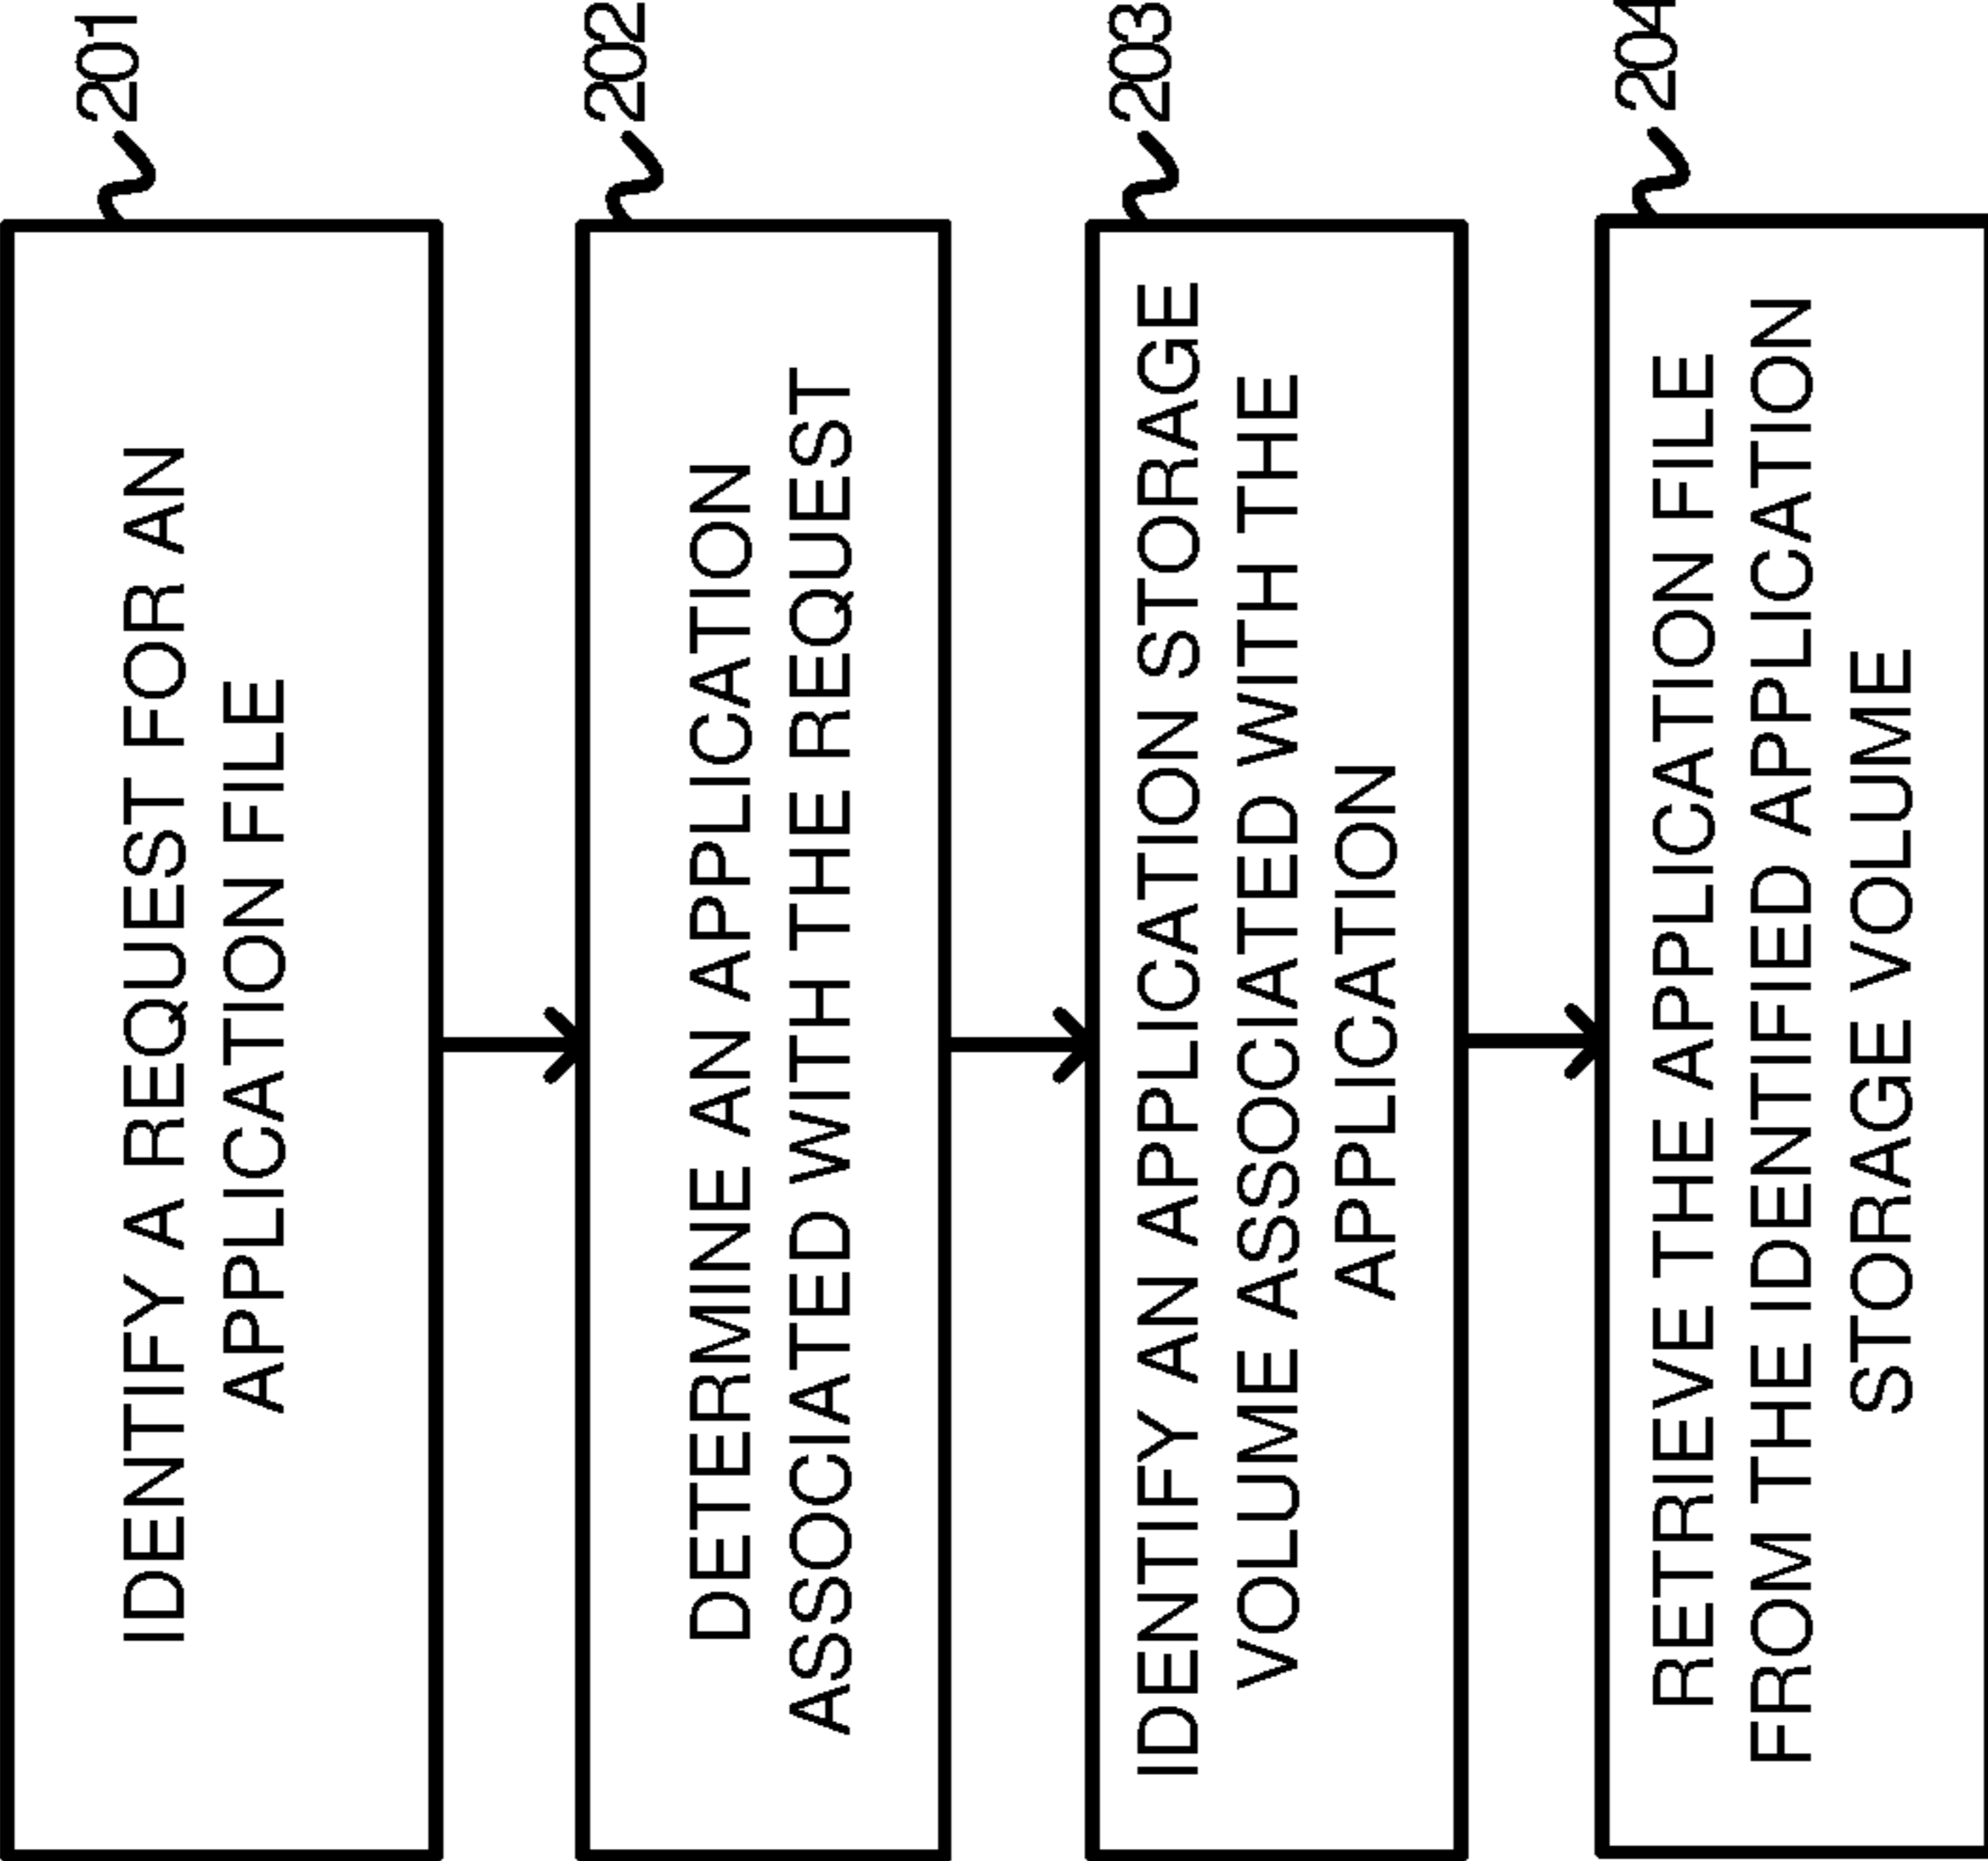 201
IDENTIFY A REQUEST FOR AN
APPLICATION FILE
202
DETERMINE AN APPLICATION
ASSOCIATED WITH THE REQUEST
203
IDENTIFY AN APPLICATION STORAGE
VOLUME ASSOCIATED WITH THE
APPLICATION
204
RETRIEVE THE APPLICATION FILE
FROM THE IDENTIFIED APPLICATION
STORAGE VOLUME